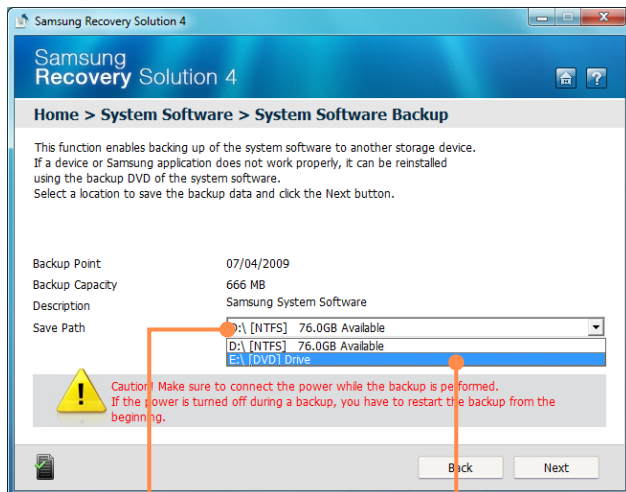 Samsung Recovery Solution 4
Samsung
Recovery Solution 4
Home > System Software > System Software Backup
This function enables backing up of the system software to another storage device.
If a device or Samsung application does not work properly, it can be reinstalled
using the backup DVD of the system software.
Select a location to save the backup data and click the Next button.
Backup Point 07/04/2009
Backup Capacity 666 MB
Description Samsung System Software
Save Path D:\ [NTFS] 76.0GB Available
D:\ [NTFS] 76.0GB Available
E:\ [DVD] Drive
Caution! Make sure to connect the power while the backup is performed.
If the power is turned off during a backup, you have to restart the backup from the
beginning.
Back Next